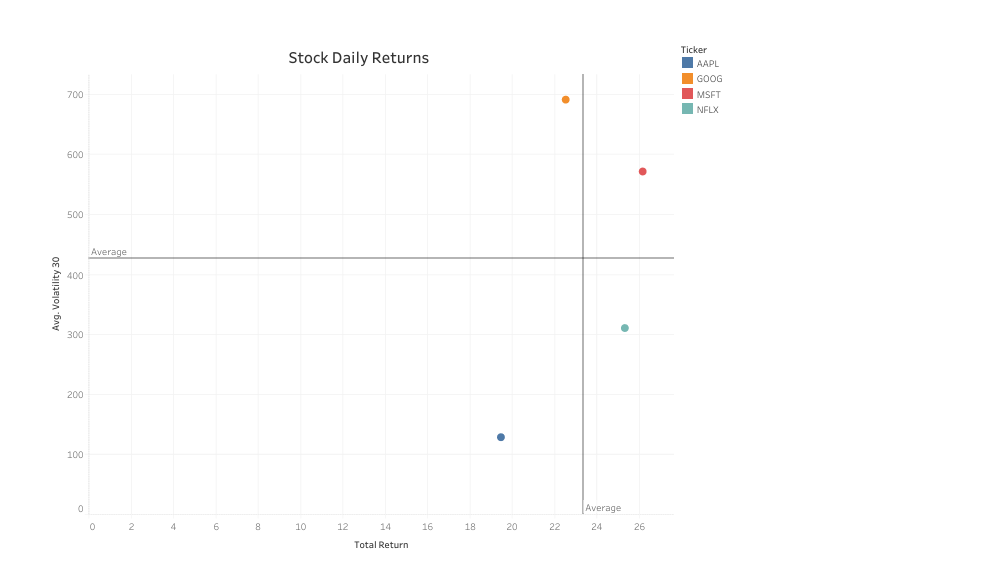 Stock Daily Returns
Ticker
AAPL
GOOG
MSFT
NFLX
700
600
500
Average
400
300
200
100
0
Avg. Volatility 30
Average
0 2 4 6 8 10 12 14 16 18 20 22 24 26
Total Return